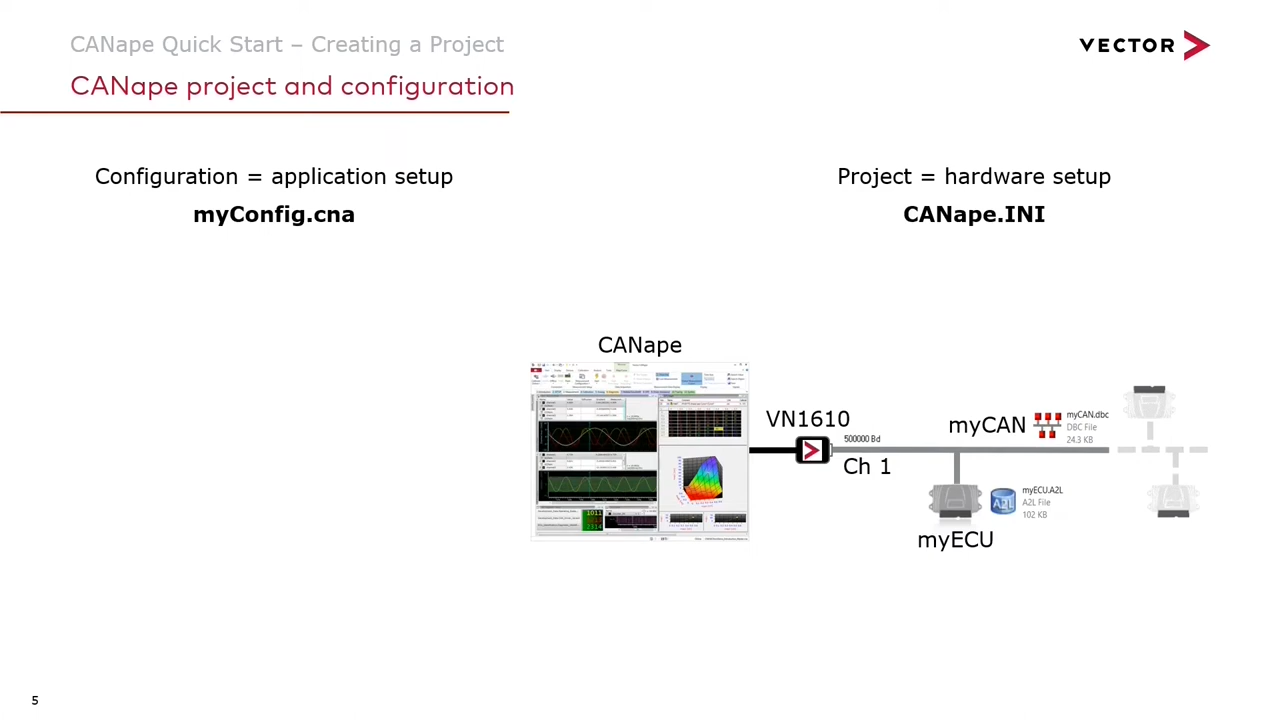 CANape Quick Start – Creating a Project
VECTOR
CANape project and configuration
Configuration = application setup
myConfig.cna
Project = hardware setup
CANape.INI
CANape
VN1610
500000 Bd
Ch 1
myCAN
myCAN.dbc
DBC File
24.3 KB
A2L
myECU.A2L
A2L File
102 KB
myECU
5